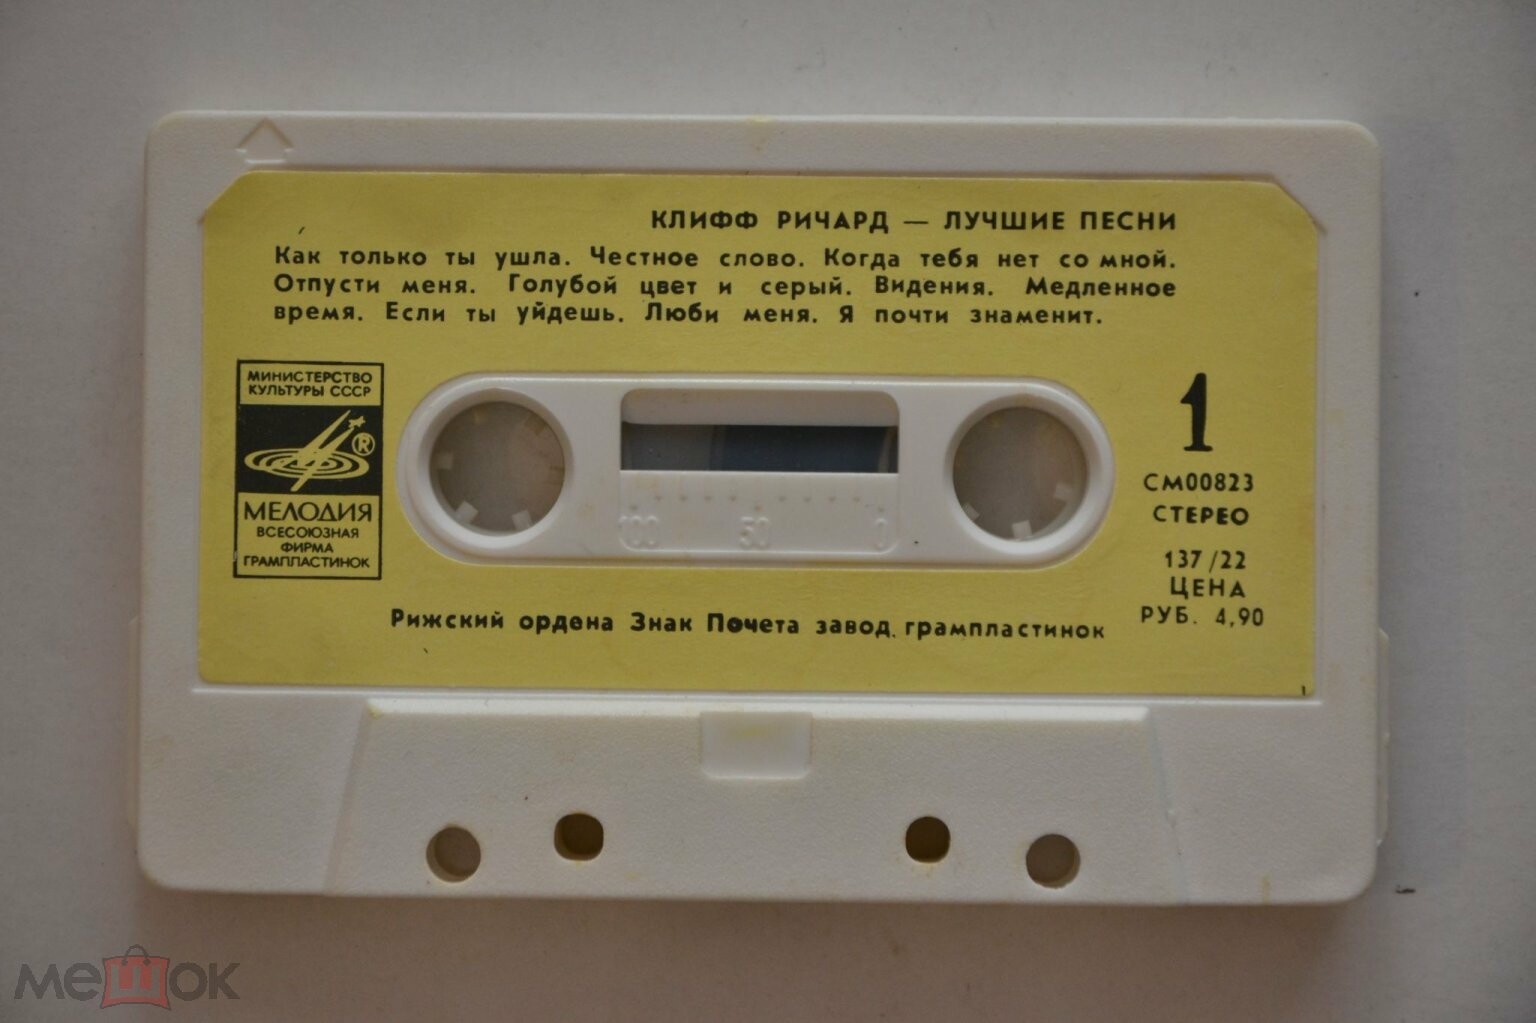 КЛИФФ РИЧАРД — ЛУЧШИЕ ПЕСНИ
Как только ты ушла. Честное слово. Когда тебя нет со мной.
Отпусти меня. Голубой цвет и серый. Видения. Медленное
время. Если ты уйдешь. Люби меня. Я почти знаменит.
МИНИСТЕРСТВО
КУЛЬТУРЫ СССР
®
МЕЛОДИЯ
ВСЕСОЮЗНАЯ
ФИРМА
ГРАМПЛАСТИНОК
100 50 0
1
СМ00823
СТЕРЕО
137/22
ЦЕНА
РУБ. 4,90
Рижский ордена Знак Почета завод грампластинок
мешок